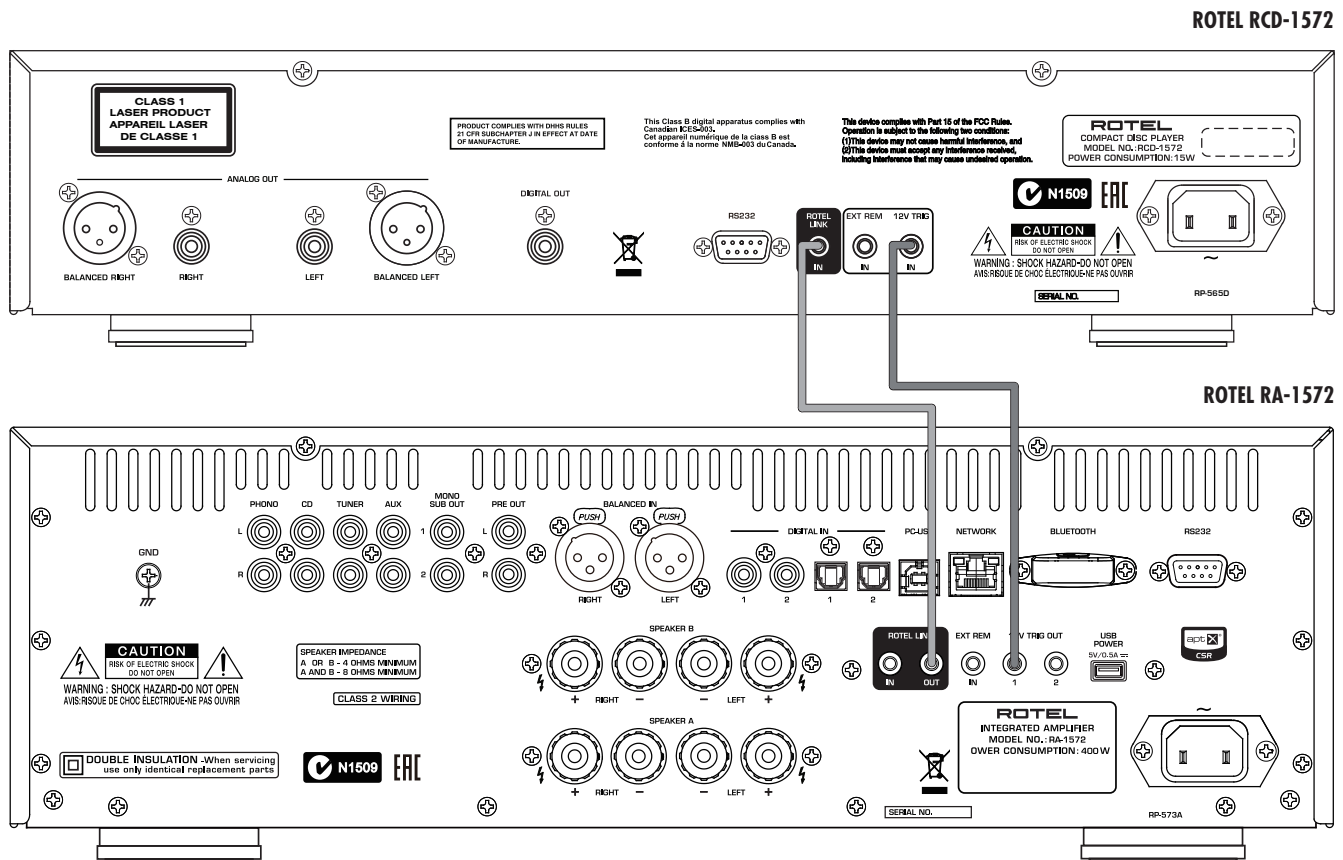 ROTEL RCD-1572
CLASS 1
LASER PRODUCT
APPAREIL LASER
DE CLASSE 1
PRODUCT COMPLIES WITH DHHS RULES
21 CFR SUBCHAPTER J IN EFFECT AT DATE
OF MANUFACTURE.
This Class B digital apparatus complies with
Canadian ICES-003.
Cet appareil numérique de la class B est
conforme á la norme NMB-003 du Canada.
This device complies with Part 15 of the FCC Rules.
Operation is subject to the following two conditions:
(1)This device may not cause harmful interference, and
(2)This device must accept any interference received,
including interference that may cause undesired operation.
ROTEL
COMPACT DISC PLAYER
MODEL NO.: RCD-1572
POWER CONSUMPTION: 15W
ANALOG OUT
DIGITAL OUT
RS232
ROTEL
LINK
EXT REM 12V TRIG
N1509 EAC
CAUTION
RISK OF ELECTRIC SHOCK
DO NOT OPEN
WARNING : SHOCK HAZARD-DO NOT OPEN
AVIS:RISQUE DE CHOC ÉLECTRIQUE-NE PAS OUVRIR
BALANCED RIGHT RIGHT LEFT BALANCED LEFT
IN IN IN
~
SERIAL NO.
RP-565D
ROTEL RA-1572
PHONO CD TUNER AUX MONO
SUB OUT PRE OUT BALANCED IN
PUSH PUSH
L 1 L
DIGITAL IN PC-US NETWORK BLUETOOTH RS232
GND
R 2 R
RIGHT LEFT 1 2 1 2
SPEAKER B
ROTEL LIN EXT REM V TRIG OUT USB
POWER
5V/0.5A
aptX
CSR
IN OUT IN 1 2
CAUTION
RISK OF ELECTRIC SHOCK
DO NOT OPEN
WARNING : SHOCK HAZARD-DO NOT OPEN
AVIS:RISQUE DE CHOC ÉLECTRIQUE-NE PAS OUVRIR
SPEAKER IMPEDANCE
A OR B - 4 OHMS MINIMUM
A AND B - 8 OHMS MINIMUM
CLASS 2 WIRING
+ RIGHT − − LEFT +
SPEAKER A
ROTEL
INTEGRATED AMPLIFIER
MODEL NO.: RA-1572
OWER CONSUMPTION: 400W
~
DOUBLE INSULATION -When servicing
use only identical replacement parts
N1509 EAC
+ RIGHT − − LEFT +
SERIAL NO.
RP-573A